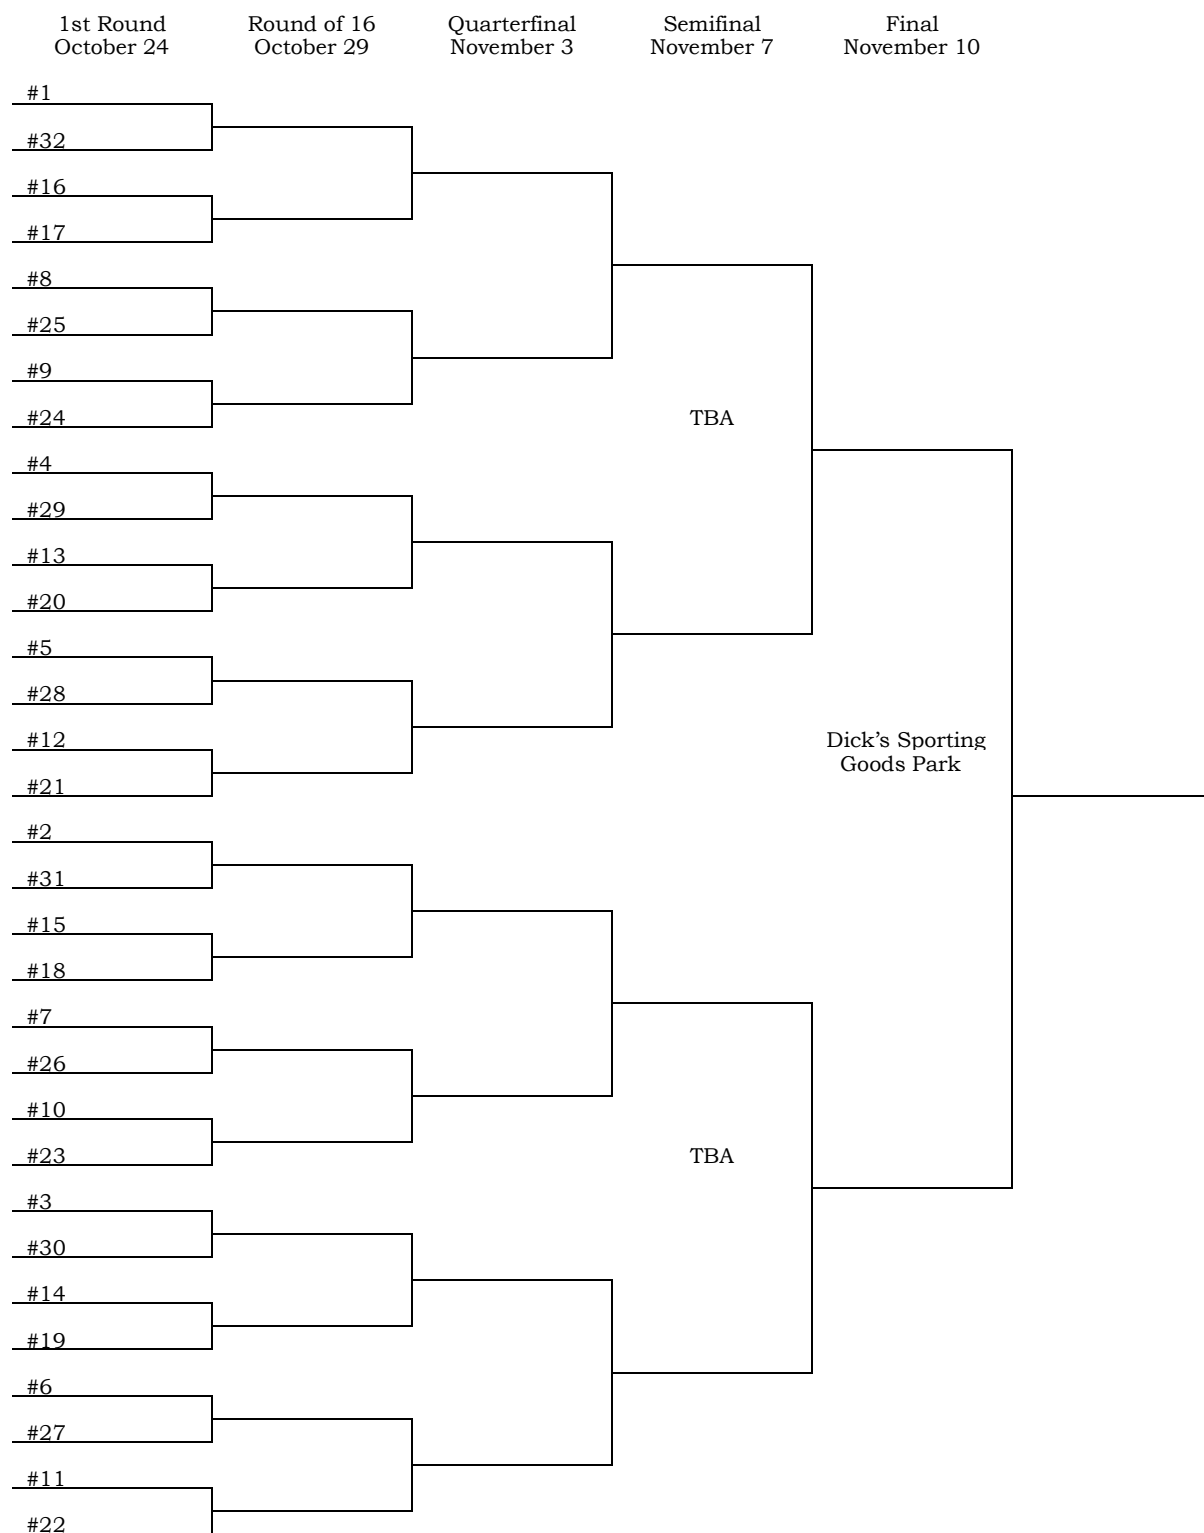 1st Round
October 24
Round of 16
October 29
Quarterfinal
November 3
Semifinal
November 7
Final
November 10
#1
#32
#16
#17
#8
#25
#9
#24
TBA
#4
#29
#13
#20
#5
#28
#12
#21
Dick’s Sporting
Goods Park
#2
#31
#15
#18
#7
#26
#10
#23
TBA
#3
#30
#14
#19
#6
#27
#11
#22